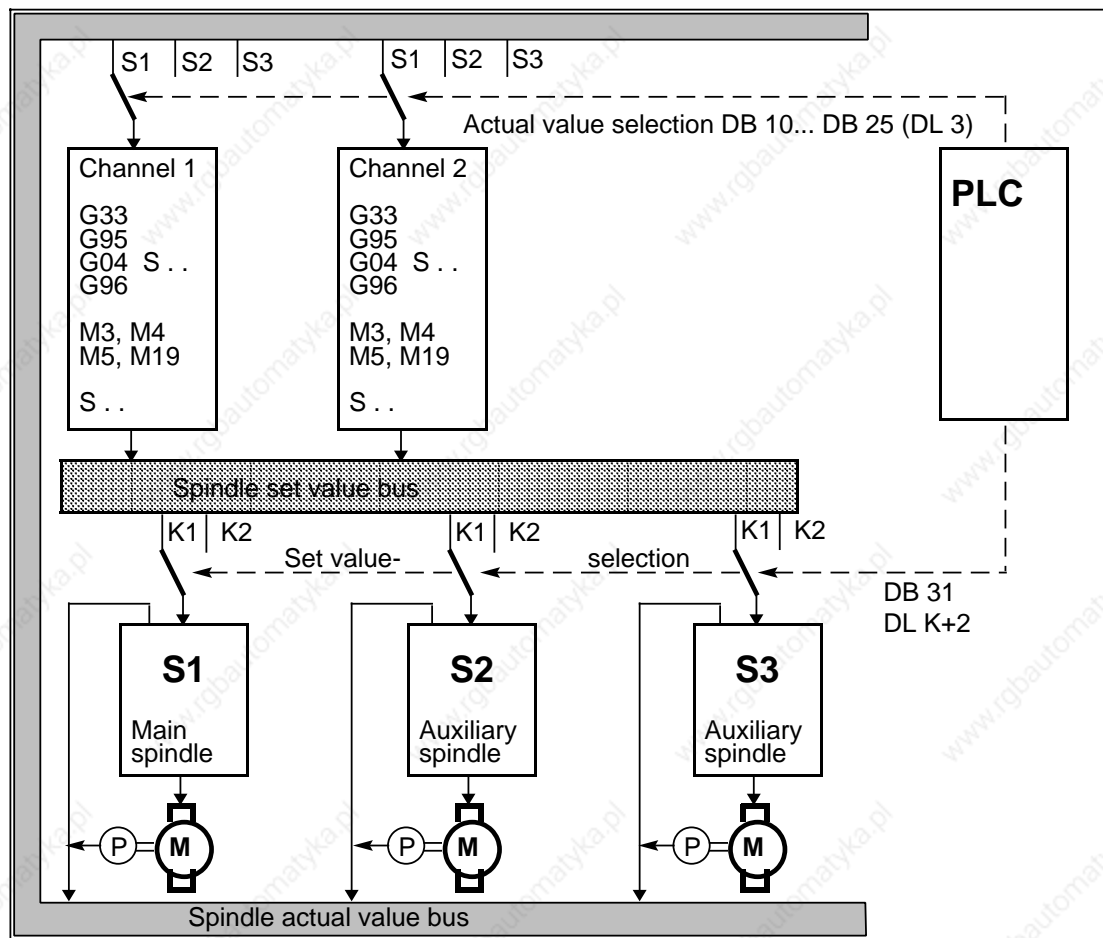 S1 S2 S3 S1 S2 S3
Actual value selection DB 10... DB 25 (DL 3)
Channel 1
G33
G95
G04 S . .
G96
M3, M4
M5, M19
S . .
Channel 2
G33
G95
G04 S . .
G96
M3, M4
M5, M19
S . .
PLC
Spindle set value bus
K1 K2 K1 K2 K1 K2
Set value- selection
DB 31
DL K+2
S1
Main
spindle
S2
Auxiliary
spindle
S3
Auxiliary
spindle
P M P M P M
Spindle actual value bus
www.rgbautomatyka.pl